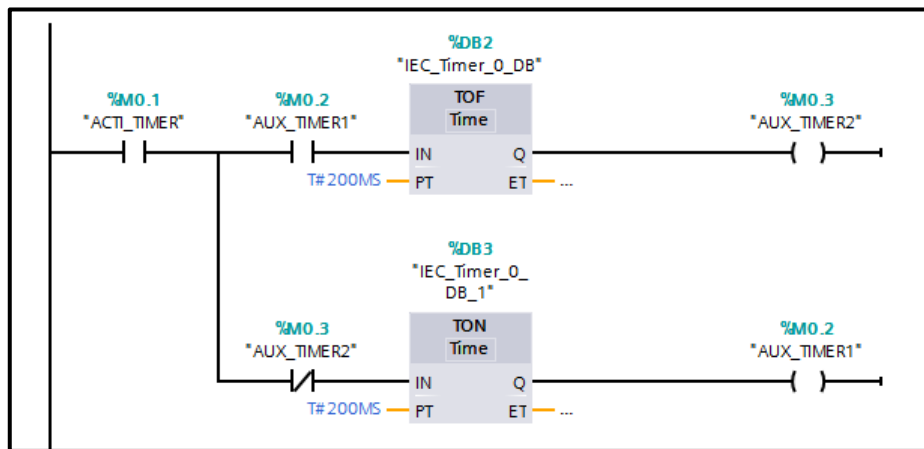 %DB2
"IEC_Timer_0_DB"
%M0.1
"ACTI_TIMER"
%M0.2
"AUX_TIMER1"
TOF
Time
%M0.3
"AUX_TIMER2"
IN
Q
T#200MS
PT
ET
...
%DB3
"IEC_Timer_0_
DB_1"
%M0.3
"AUX_TIMER2"
TON
Time
%M0.2
"AUX_TIMER1"
IN
Q
T#200MS
PT
ET
...